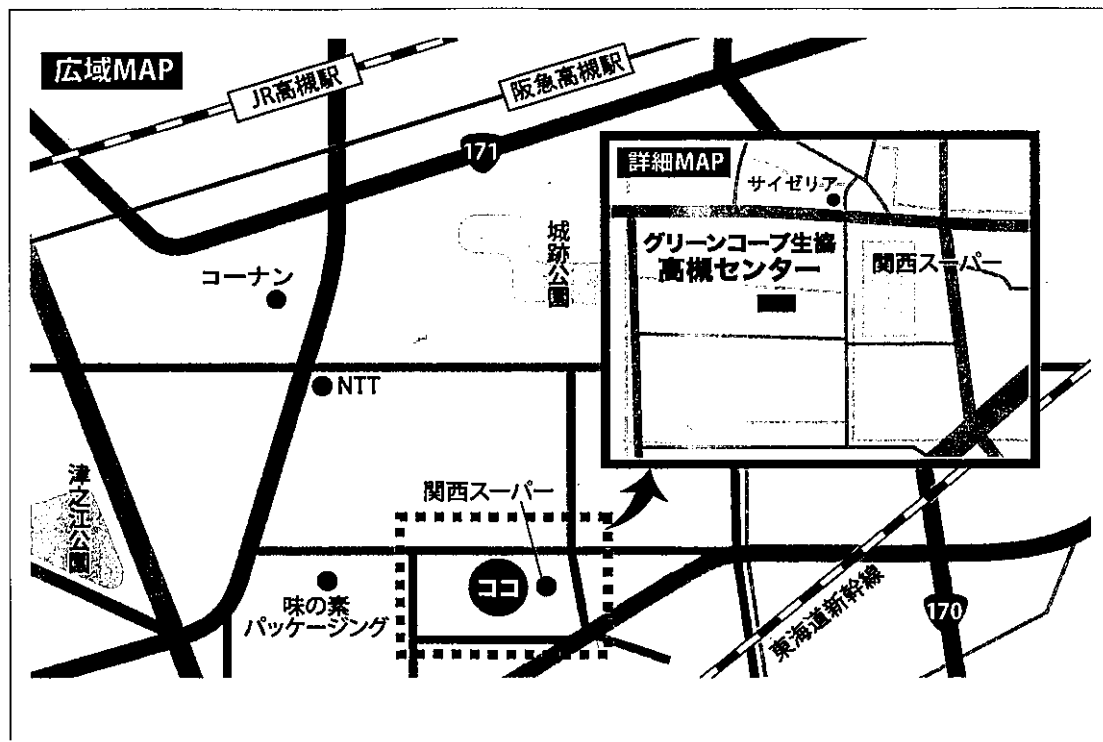 広域MAP
JR高槻駅
阪急高槻駅
171
詳細MAP
サイゼリア
グリーンコープ生協
高槻センター
関西スーパー
城跡公園
コーナン
NTT
津之江公園
関西スーパー
ココ
味の素
パッケージング
東海道新幹線
170